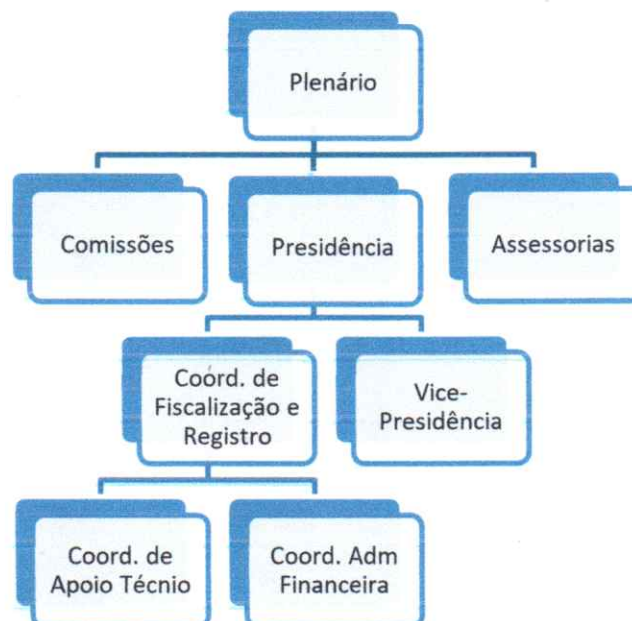 Plenário
Comissões
Presidência
Assessorias
Coord. de
Fiscalização e
Registro
Vice-
Presidência
Coord. de
Apoio Técnio
Coord. Adm
Financeira